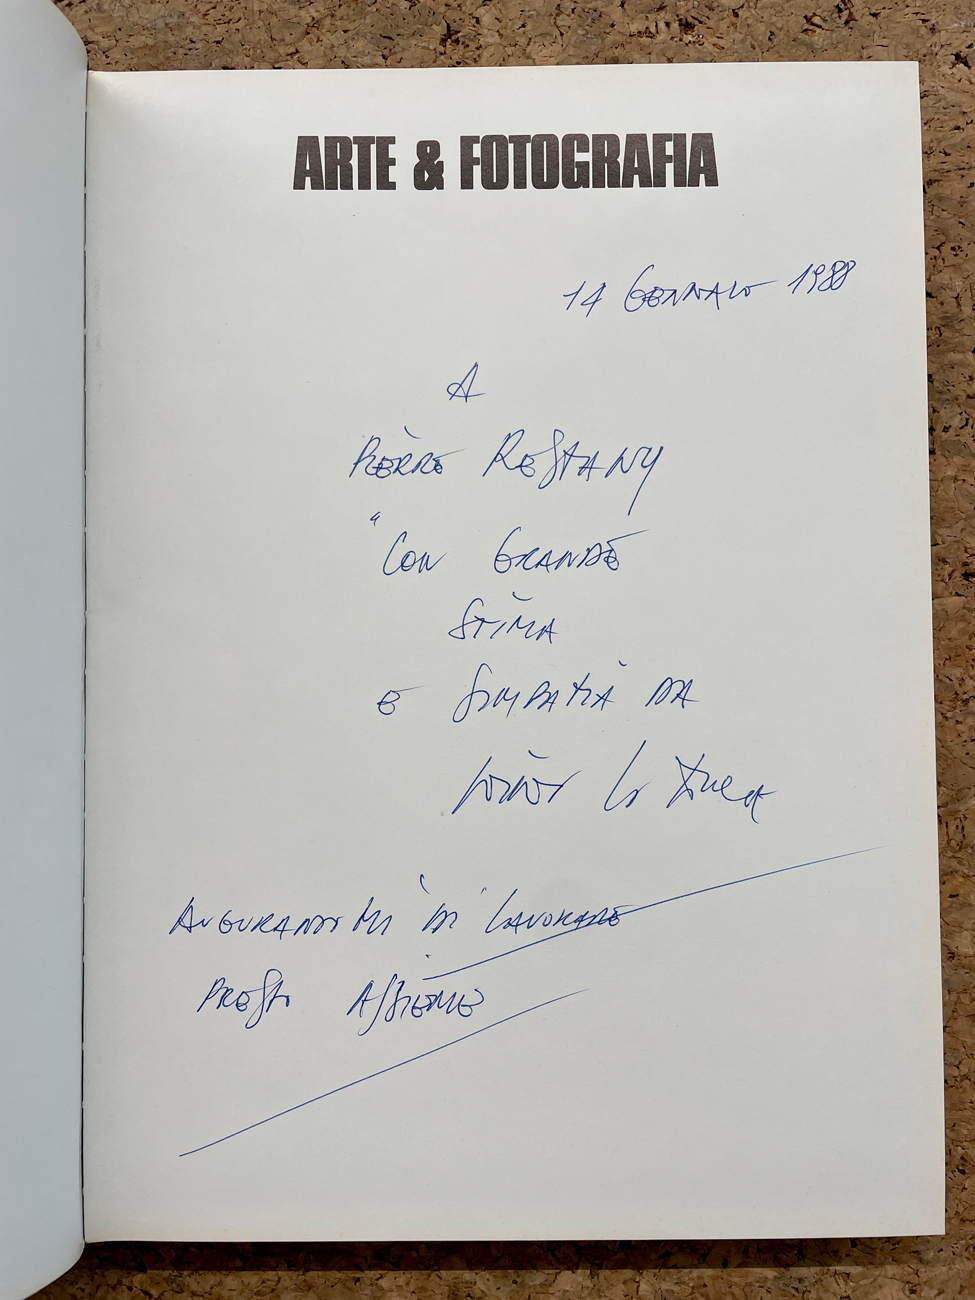 ARTE & FOTOGRAFIA
14 GENNAIO 1988
A
PIERRE RESTANY
"CON GRANDE
STIMA
E SIMPATIA DA
AUGURANDOMI DI LAVORARE
PRESTO ASSIEME